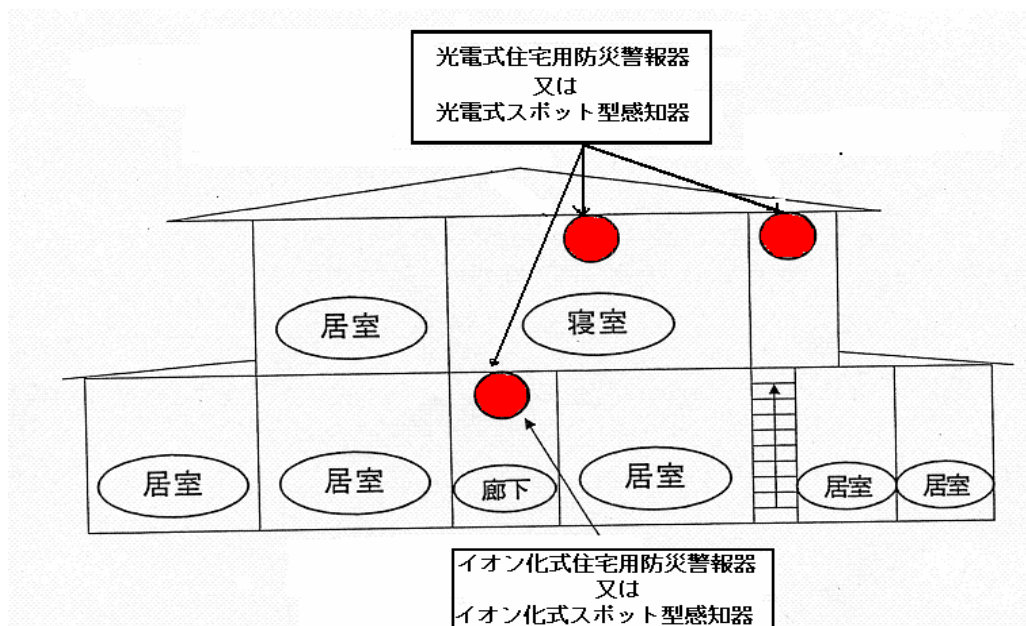 光電式住宅用防災警報器
又は
光電式スポット型感知器
居室
寝室
居室
居室
廊下
居室
居室
居室
イオン化式住宅用防災警報器
又は
イオン化式スポット型感知器